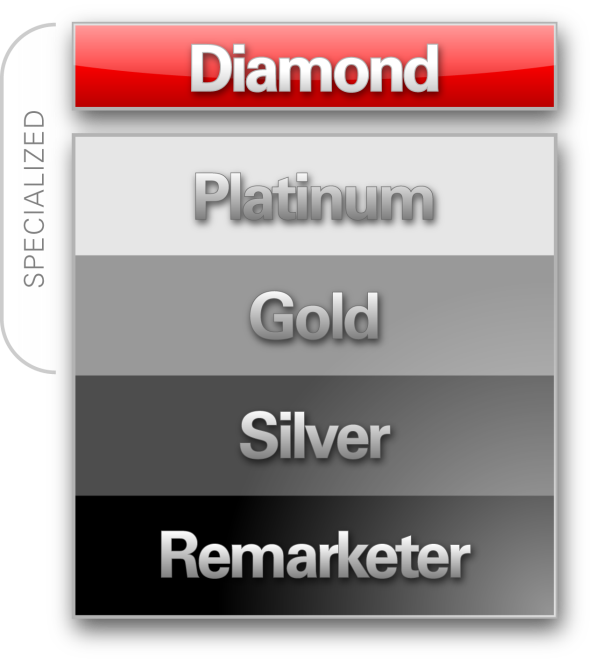 SPECIALIZED
Diamond
Platinum
Gold
Silver
Remarketer